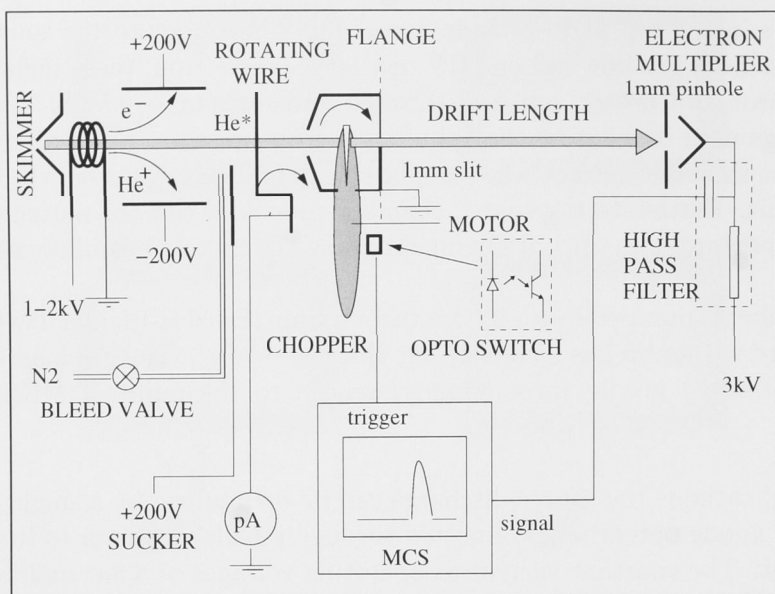 +200V
ROTATING
WIRE
FLANGE
ELECTRON
MULTIPLIER
1mm pinhole
SKIMMER
e−
He*
DRIFT LENGTH
He+
1mm slit
−200V
MOTOR
HIGH
PASS
FILTER
1−2kV
CHOPPER
OPTO SWITCH
N2
BLEED VALVE
3kV
trigger
+200V
SUCKER
pA
signal
MCS